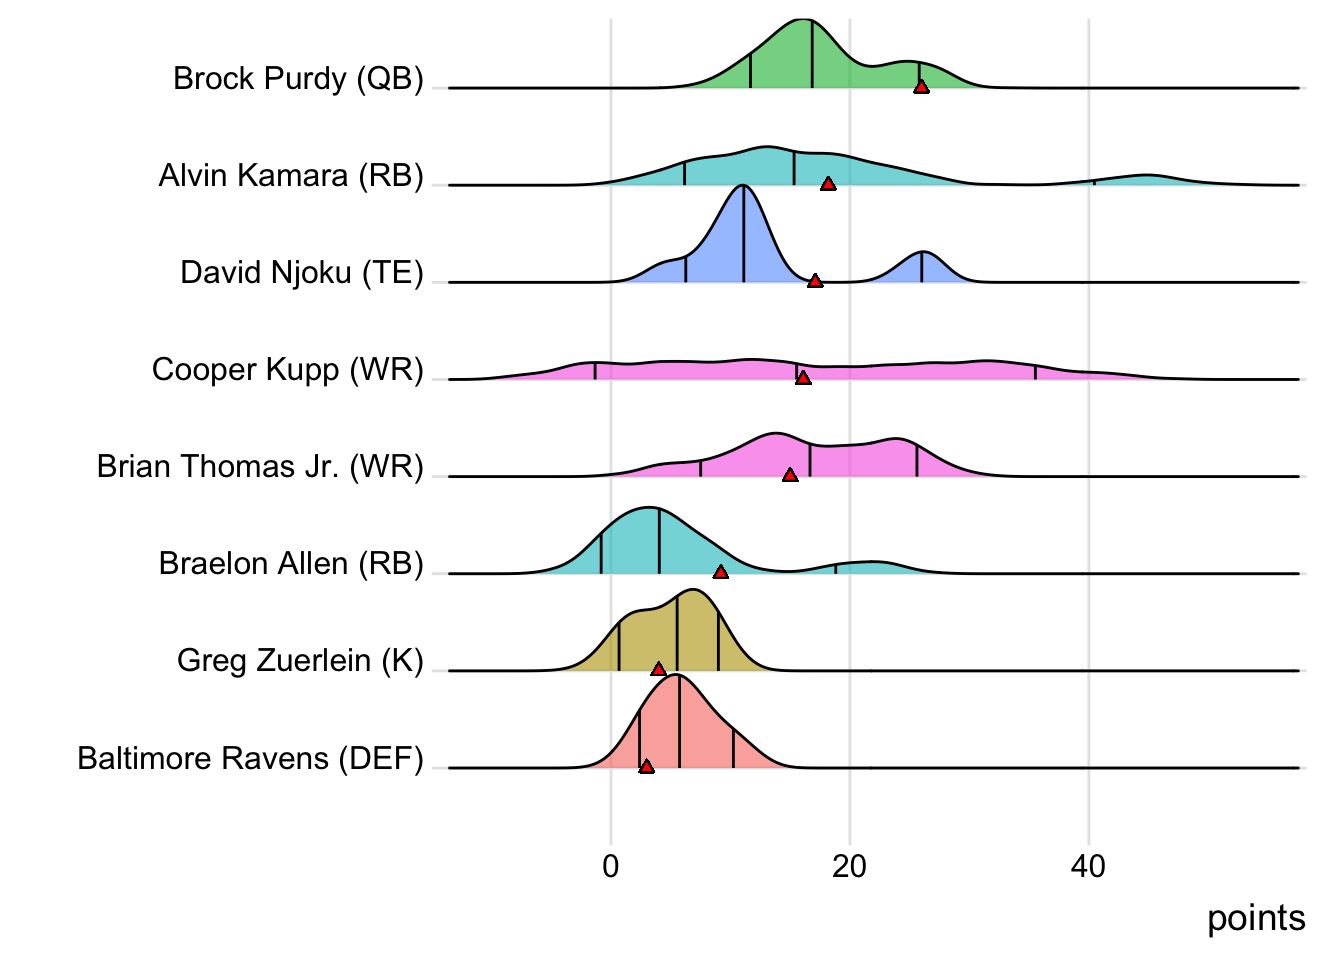 Brock Purdy (QB)
Alvin Kamara (RB)
David Njoku (TE)
Cooper Kupp (WR)
Brian Thomas Jr. (WR)
Braelon Allen (RB)
Greg Zuerlein (K)
Baltimore Ravens (DEF)
0 20 40
points